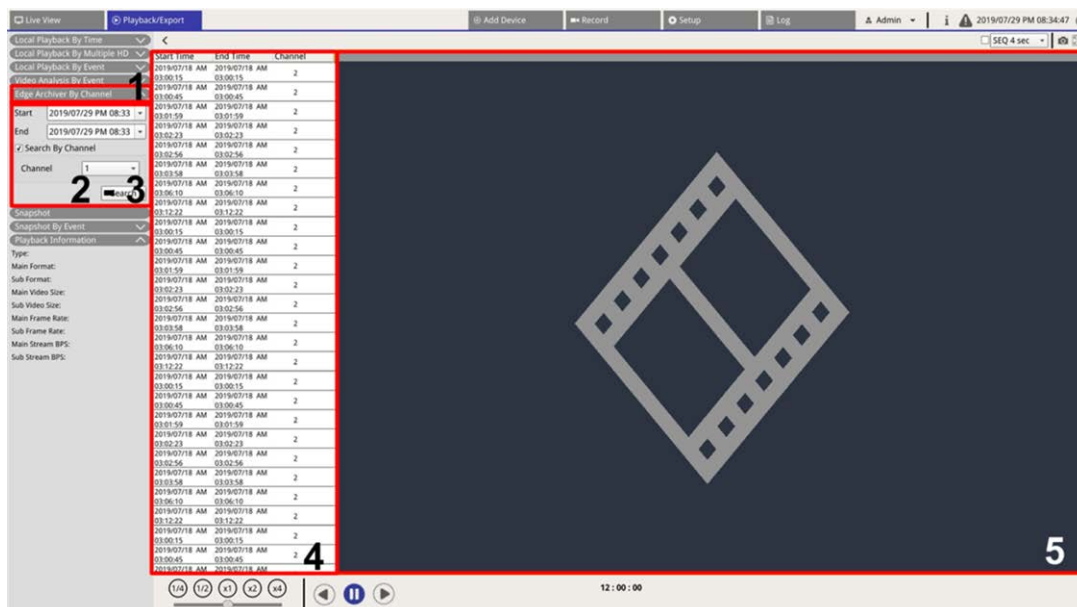 Live View
Playback/Export
Add Device
Record
Setup
Log
Admin
i
2019/07/29 PM 08:34:47
Local Playback By Time
Local Playback By Multiple HD
Local Playback By Event
Video Analysis By Event
1
Edge Archiver By Channel
SEQ 4 sec
Start 2019/07/29 PM 08:33
End 2019/07/29 PM 08:33
Search By Channel
Channel 1
2
3
Search
Snapshot
Snapshot By Event
Playback Information
Type:
Main Format:
Sub Format:
Main Video Size:
Sub Video Size:
Main Frame Rate:
Sub Frame Rate:
Main Stream BPS:
Sub Stream BPS:
Start Time End Time Channel
2019/07/18 AM 2019/07/18 AM
03:00:15 03:00:15 2
2019/07/18 AM 2019/07/18 AM
03:00:45 03:00:45 2
2019/07/18 AM 2019/07/18 AM
03:01:59 03:01:59 2
2019/07/18 AM 2019/07/18 AM
03:02:23 03:02:23 2
2019/07/18 AM 2019/07/18 AM
03:02:56 03:02:56 2
2019/07/18 AM 2019/07/18 AM
03:03:58 03:03:58 2
2019/07/18 AM 2019/07/18 AM
03:06:10 03:06:10 2
2019/07/18 AM 2019/07/18 AM
03:12:22 03:12:22 2
2019/07/18 AM 2019/07/18 AM
03:00:15 03:00:15 2
2019/07/18 AM 2019/07/18 AM
03:00:45 03:00:45 2
2019/07/18 AM 2019/07/18 AM
03:01:59 03:01:59 2
2019/07/18 AM 2019/07/18 AM
03:02:23 03:02:23 2
2019/07/18 AM 2019/07/18 AM
03:02:56 03:02:56 2
2019/07/18 AM 2019/07/18 AM
03:03:58 03:03:58 2
2019/07/18 AM 2019/07/18 AM
03:06:10 03:06:10 2
2019/07/18 AM 2019/07/18 AM
03:12:22 03:12:22 2
2019/07/18 AM 2019/07/18 AM
03:00:15 03:00:15 2
2019/07/18 AM 2019/07/18 AM
03:00:45 03:00:45 2
2019/07/18 AM 2019/07/18 AM
03:01:59 03:01:59 2
2019/07/18 AM 2019/07/18 AM
03:02:23 03:02:23 2
2019/07/18 AM 2019/07/18 AM
03:02:56 03:02:56 2
2019/07/18 AM 2019/07/18 AM
03:03:58 03:03:58 2
2019/07/18 AM 2019/07/18 AM
03:06:10 03:06:10 2
2019/07/18 AM 2019/07/18 AM
03:12:22 03:12:22 2
2019/07/18 AM 2019/07/18 AM
03:00:15 03:00:15 2
2019/07/18 AM 2019/07/18 AM
03:00:45 03:00:45 2
2019/07/18 AM 2019/07/18 AM
4
5
1/4 1/2 x1 x2 x4
12:00:00